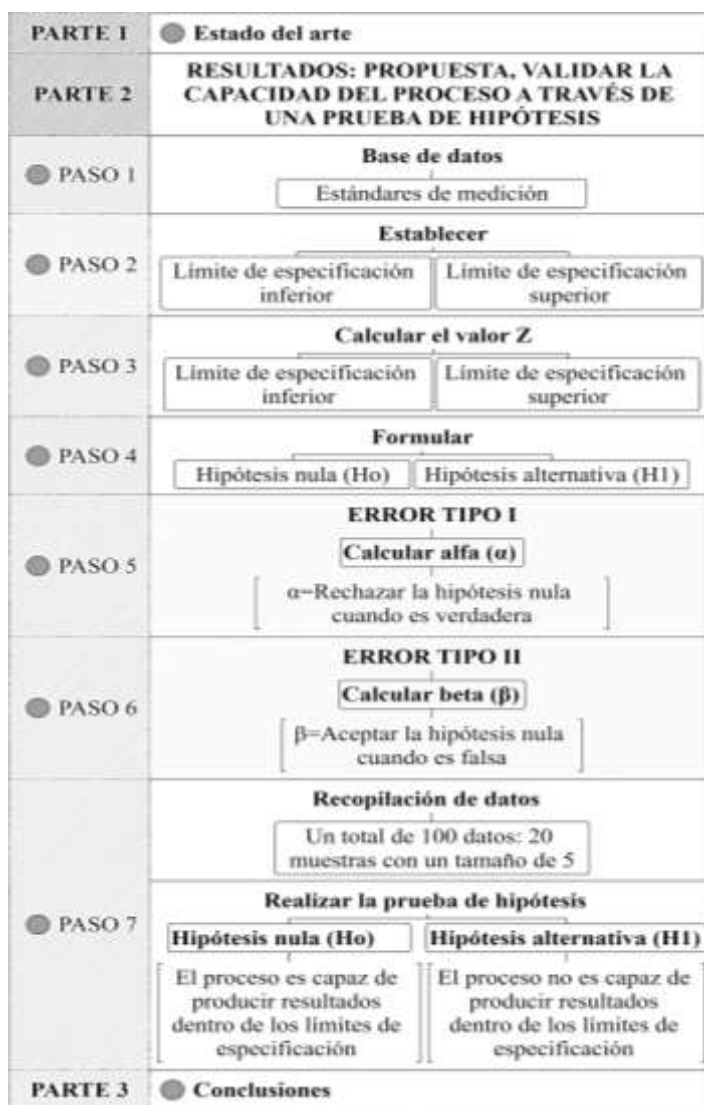 PARTE 1
Estado del arte
PARTE 2
RESULTADOS: PROPUESTA, VALIDAR LA
CAPACIDAD DEL PROCESO A TRAVÉS DE
UNA PRUEBA DE HIPÓTESIS
PASO 1
Base de datos
Estándares de medición
PASO 2
Establecer
Límite de especificación
inferior
Límite de especificación
superior
PASO 3
Calcular el valor Z
Límite de especificación
inferior
Límite de especificación
superior
PASO 4
Formular
Hipótesis nula (Ho)
Hipótesis alternativa (H1)
PASO 5
ERROR TIPO I
Calcular alfa (α)
α=Rechazar la hipótesis nula
cuando es verdadera
PASO 6
ERROR TIPO II
Calcular beta (β)
β=Aceptar la hipótesis nula
cuando es falsa
PASO 7
Recopilación de datos
Un total de 100 datos: 20
muestras con un tamaño de 5
Realizar la prueba de hipótesis
Hipótesis nula (Ho)
El proceso es capaz de
producir resultados
dentro de los límites de
especificación
Hipótesis alternativa (H1)
El proceso no es capaz de
producir resultados
dentro de los límites de
especificación
PARTE 3
Conclusiones